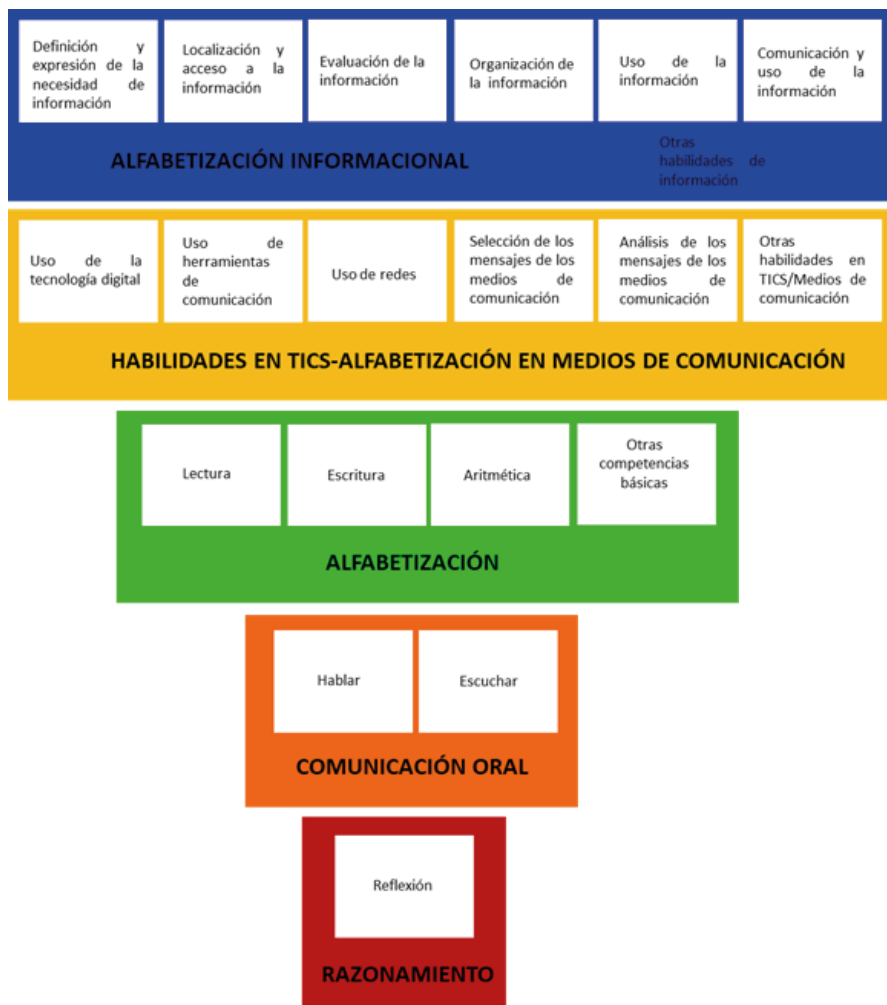 Definición y
expresión de la
necesidad de
información
Localización y
acceso a la
información
Evaluación de la
información
Organización de
la información
Uso de la
información
Comunicación y
uso de la
información
ALFABETIZACIÓN INFORMACIONAL
Otras
habilidades de
información
Uso de la
tecnología digital
Uso de
herramientas
de
comunicación
Uso de redes
Selección de los
mensajes de los
medios de
comunicación
Análisis de los
mensajes de los
medios de
comunicación
Otras
habilidades en
TICS/Medios de
comunicación
HABILIDADES EN TICS-ALFABETIZACIÓN EN MEDIOS DE COMUNICACIÓN
Lectura
Escritura
Aritmética
Otras
competencias
básicas
ALFABETIZACIÓN
Hablar
Escuchar
COMUNICACIÓN ORAL
Reflexión
RAZONAMIENTO